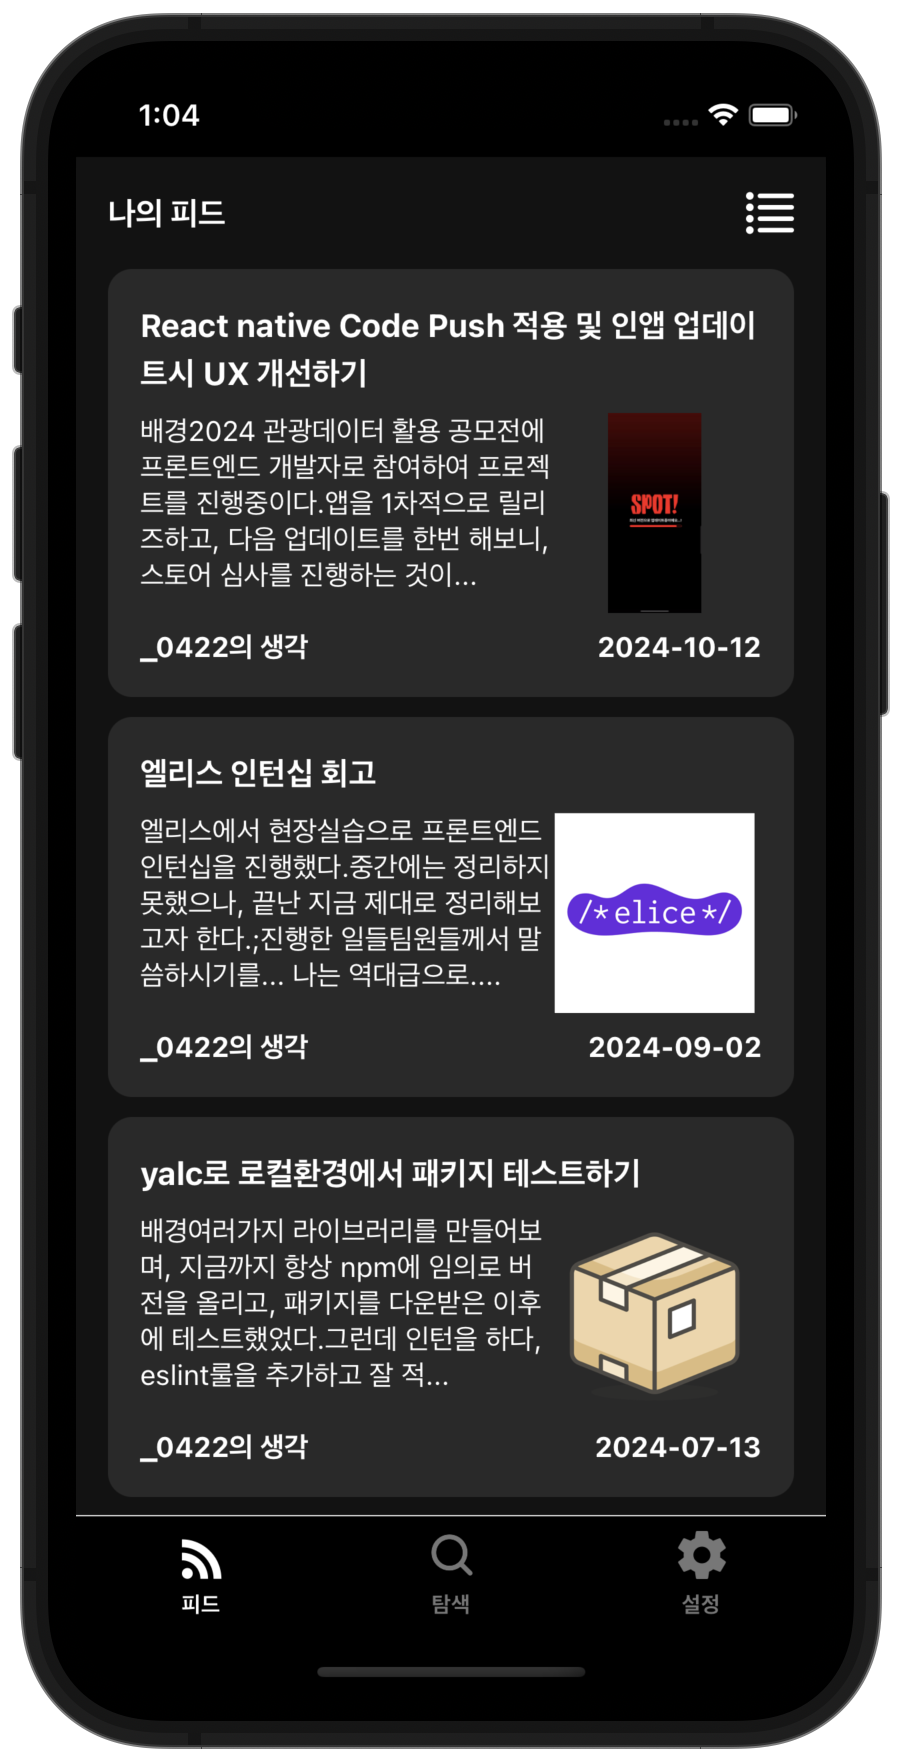 1:04
나의 피드
React native Code Push 적용 및 인앱 업데이
트시 UX 개선하기
배경2024 관광데이터 활용 공모전에
프론트엔드 개발자로 참여하여 프로젝
트를 진행중이다.앱을 1차적으로 릴리
즈하고, 다음 업데이트를 한번 해보니,
스토어 심사를 진행하는 것이...
SPOT!
_0422의 생각
2024-10-12
엘리스 인턴십 회고
엘리스에서 현장실습으로 프론트엔드
인턴십을 진행했다.중간에는 정리하지
못했으나, 끝난 지금 제대로 정리해보
고자 한다.;진행한 일들팀원들께서 말
씀하시기를... 나는 역대급으로....
/*elice*/
_0422의 생각
2024-09-02
yalc로 로컬환경에서 패키지 테스트하기
배경여러가지 라이브러리를 만들어보
며, 지금까지 항상 npm에 임의로 버
전을 올리고, 패키지를 다운받은 이후
에 테스트했었다.그런데 인턴을 하다,
eslint룰을 추가하고 잘 적...
_0422의 생각
2024-07-13
피드
탐색
설정